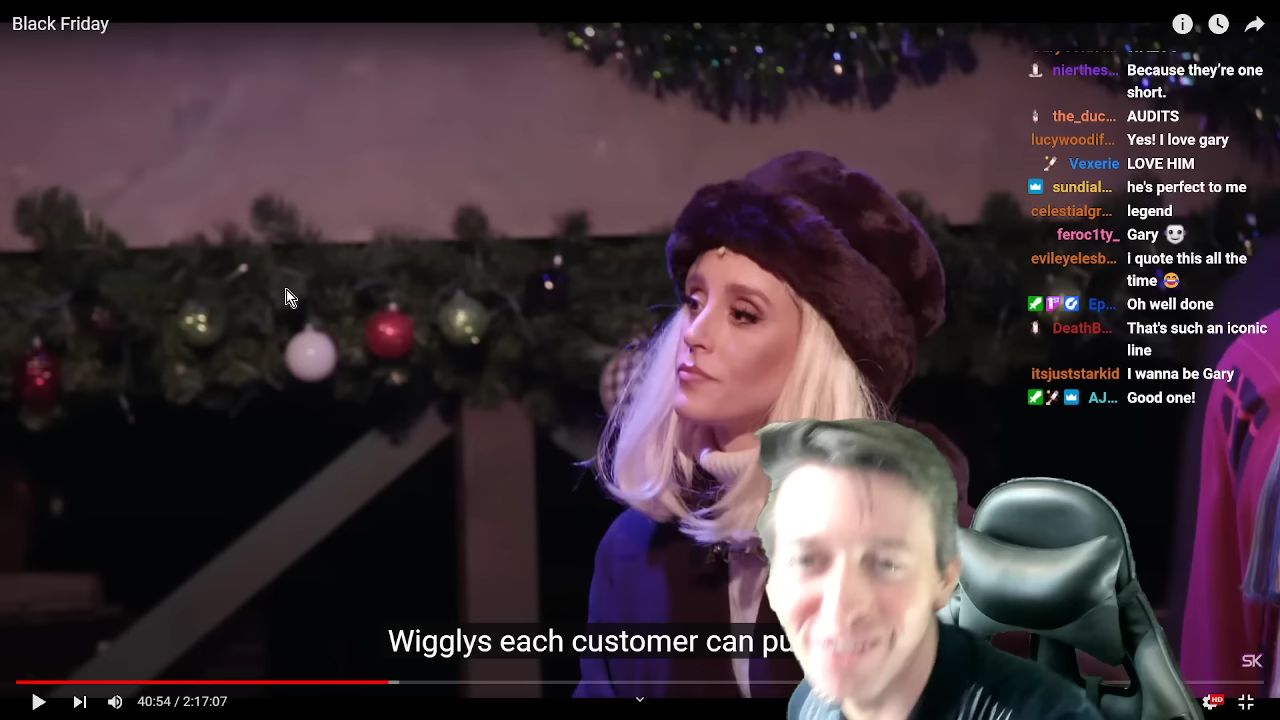 Black Friday
nierthes... Because they're one
short.
the_duc... AUDITS
lucywoodif... Yes! I love gary
Vexerie LOVE HIM
sundial... he's perfect to me
celestialgr... legend
feroc1ty_ Gary
evileyelesb... i quote this all the
time 😂
Ep... Oh well done
DeathB... That's such an iconic
line
itsjuststarkid I wanna be Gary
AJ... Good one!
Wigglys each customer can pu
SK
40:54 / 2:17:07
HD